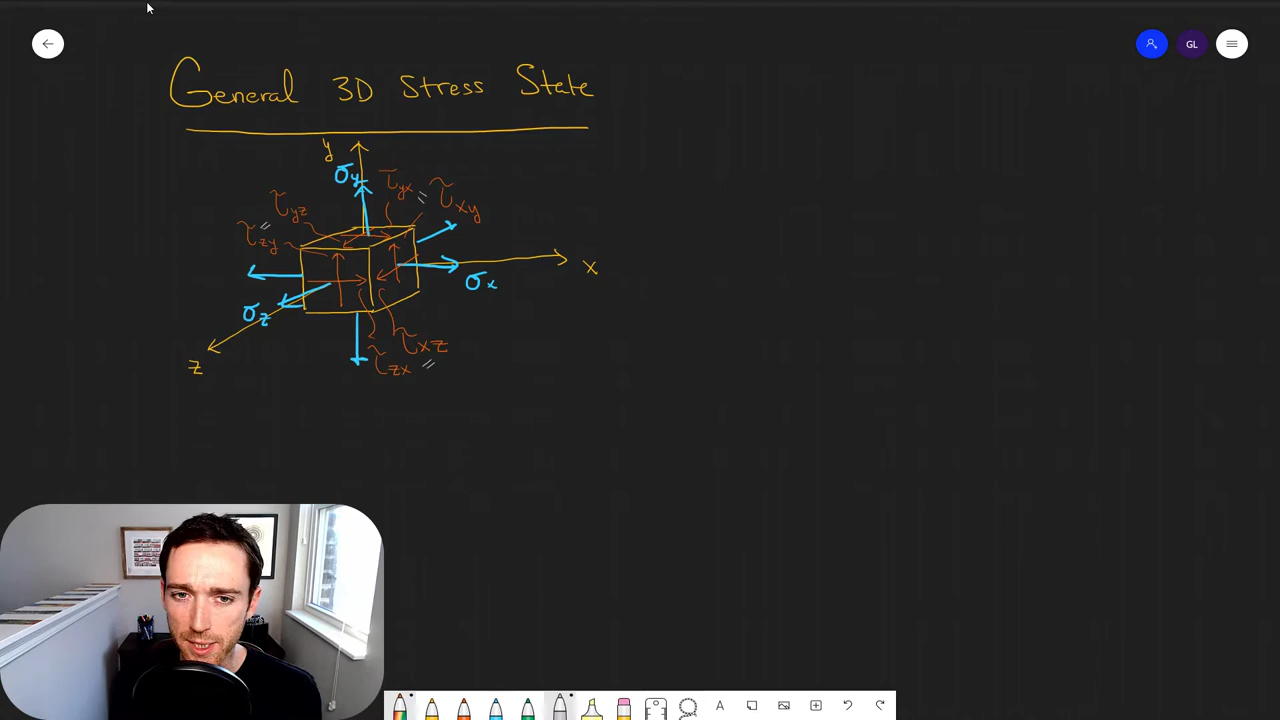 General 3D Stress State
GL
y
σy
τyz
τyx = τxy
τzy =
x
σx
σz
z
τxz
τzx =
A